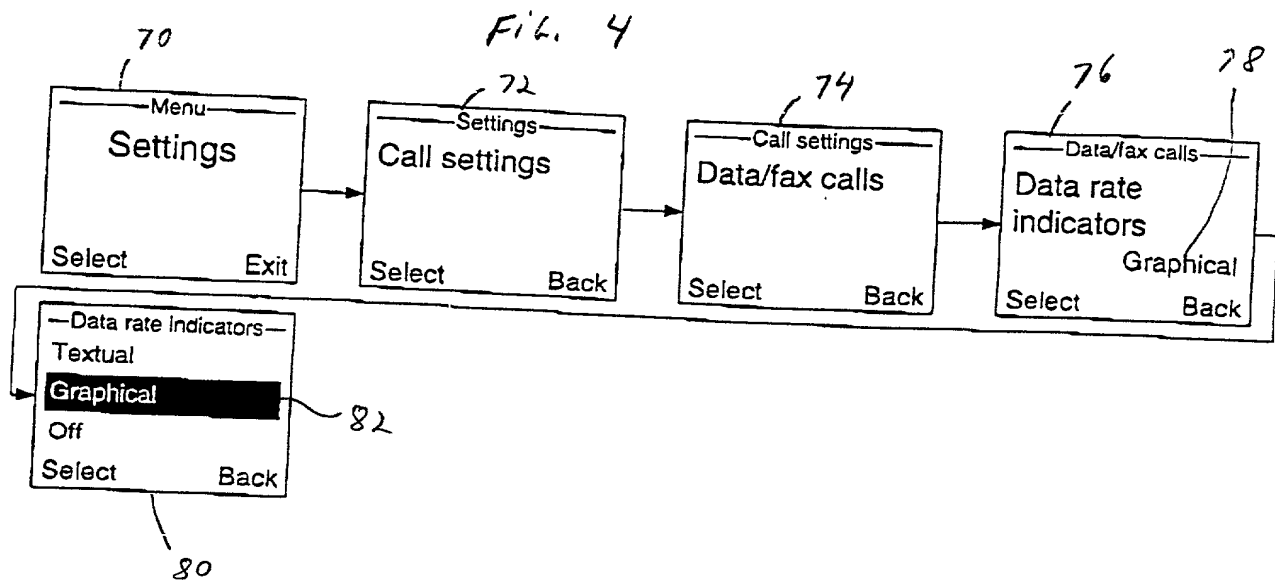 FiG. 4
70
Menu
Settings
Select Exit
72
Settings
Call settings
Select Back
74
Call settings
Data/fax calls
Select Back
76
78
Data/fax calls
Data rate
indicators
Graphical
Select Back
Data rate indicators
Textual
Graphical
Off
Select Back
82
80